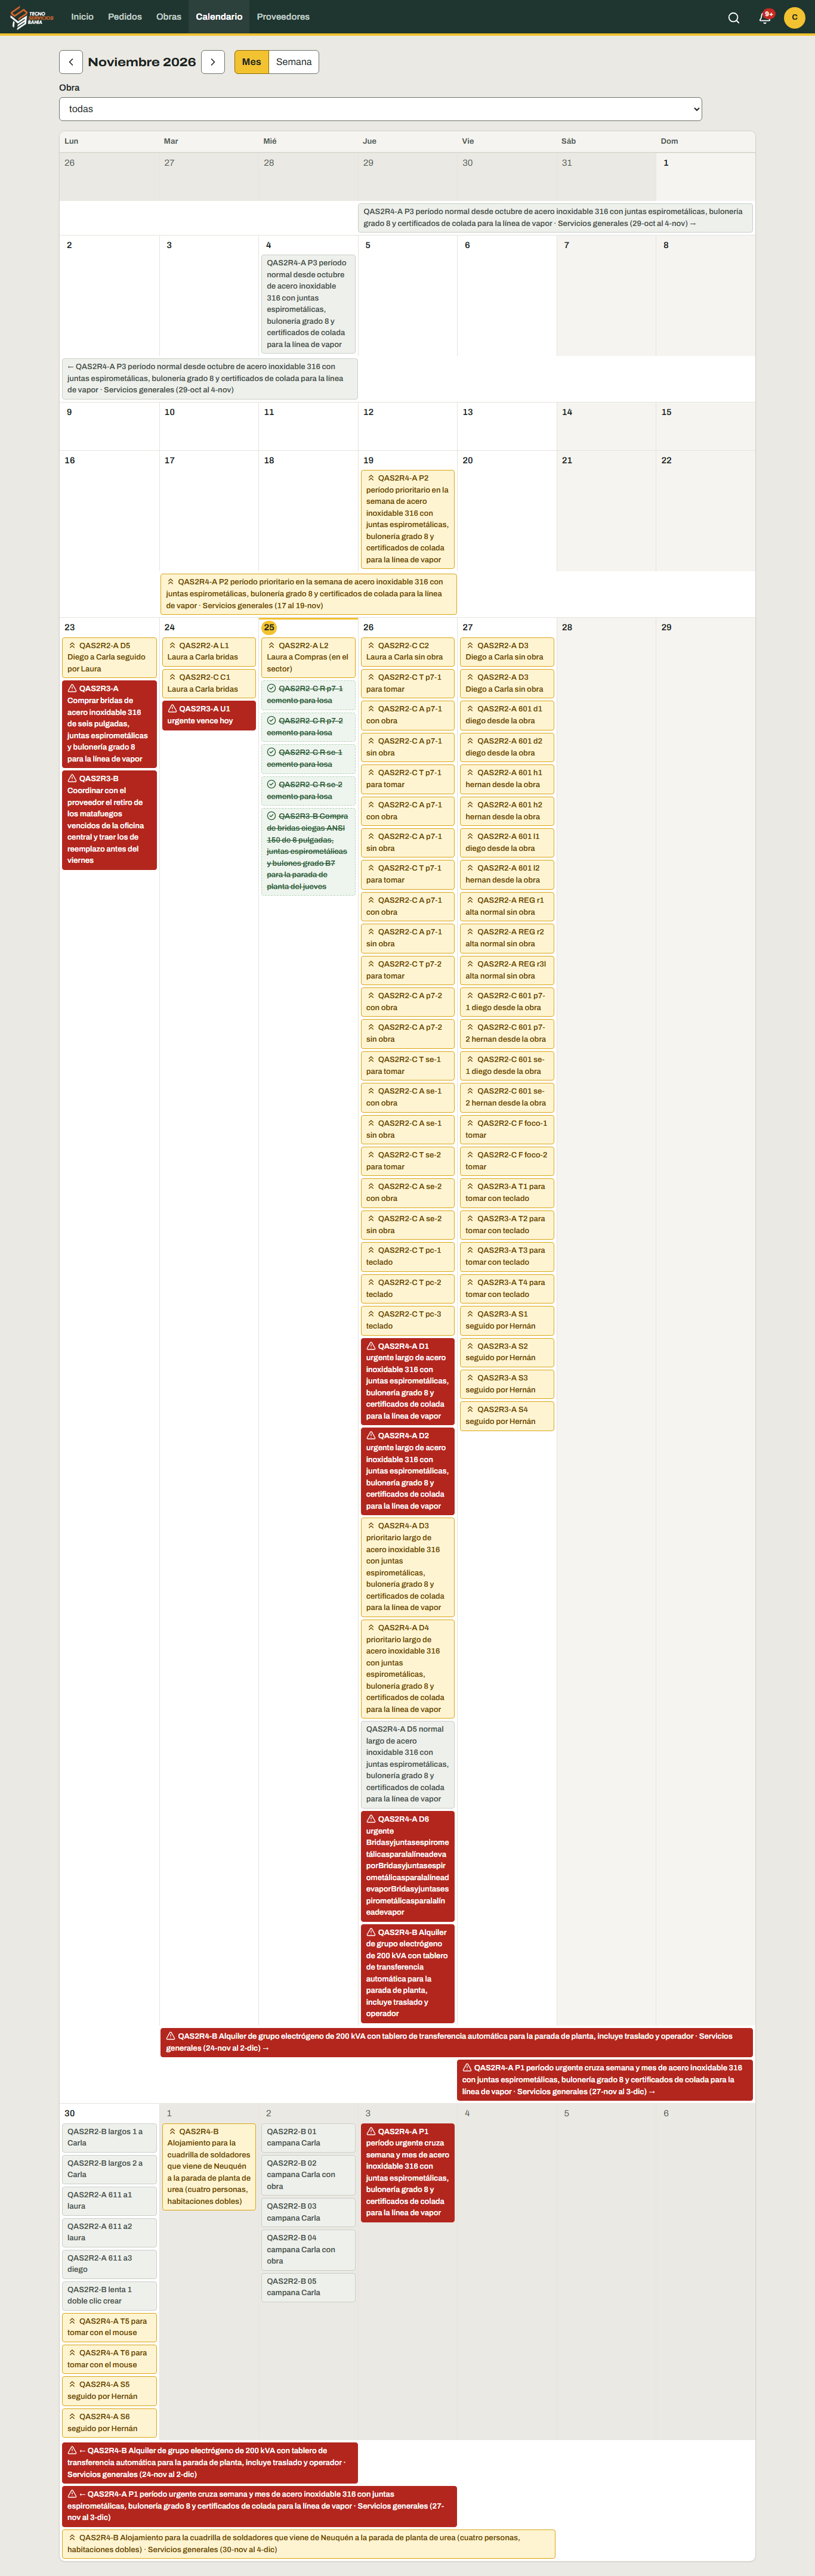 TECNO
SERVICIOS
BAHIA
Inicio
Pedidos
Obras
Calendario
Proveedores
9+
C
Noviembre 2026
Mes
Semana
Obra
todas
Lun
Mar
Mié
Jue
Vie
Sáb
Dom
26
27
28
29
30
31
1
QAS2R4-A P3 período normal desde octubre de acero inoxidable 316 con juntas espirometálicas, bulonería
grado 8 y certificados de colada para la línea de vapor · Servicios generales (29-oct al 4-nov) →
2
3
4
QAS2R4-A P3 período
normal desde octubre
de acero inoxidable
316 con juntas
espirometálicas,
bulonería grado 8 y
certificados de colada
para la línea de vapor
5
6
7
8
← QAS2R4-A P3 período normal desde octubre de acero inoxidable 316 con
juntas espirometálicas, bulonería grado 8 y certificados de colada para la línea
de vapor · Servicios generales (29-oct al 4-nov)
9
10
11
12
13
14
15
16
17
18
19
QAS2R4-A P2
período prioritario en la
semana de acero
inoxidable 316 con
juntas espirometálicas,
bulonería grado 8 y
certificados de colada
para la línea de vapor
20
21
22
QAS2R4-A P2 período prioritario en la semana de acero inoxidable 316 con
juntas espirometálicas, bulonería grado 8 y certificados de colada para la línea
de vapor · Servicios generales (17 al 19-nov)
23
QAS2R2-A D5
Diego a Carla seguido
por Laura
QAS2R3-A
Comprar bridas de
acero inoxidable 316
de seis pulgadas,
juntas espirometálicas
y bulonería grado 8
para la línea de vapor
QAS2R3-B
Coordinar con el
proveedor el retiro de
los matafuegos
vencidos de la oficina
central y traer los de
reemplazo antes del
viernes
24
QAS2R2-A L1
Laura a Carla bridas
QAS2R2-C C1
Laura a Carla bridas
QAS2R3-A U1
urgente vence hoy
25
QAS2R2-A L2
Laura a Compras (en el
sector)
QAS2R2-C R p7-1
cemento para losa
QAS2R2-C R p7-2
cemento para losa
QAS2R2-C R se-1
cemento para losa
QAS2R2-C R se-2
cemento para losa
QAS2R3-B Compra
de bridas ciegas ANSI
150 de 6 pulgadas,
juntas espirometálicas
y bulones grado B7
para la parada de
planta del jueves
26
QAS2R2-C C2
Laura a Carla sin obra
QAS2R2-C T p7-1
para tomar
QAS2R2-C A p7-1
con obra
QAS2R2-C A p7-1
sin obra
QAS2R2-C T p7-1
para tomar
QAS2R2-C A p7-1
con obra
QAS2R2-C A p7-1
sin obra
QAS2R2-C T p7-1
para tomar
QAS2R2-C A p7-1
con obra
QAS2R2-C A p7-1
sin obra
QAS2R2-C T p7-2
para tomar
QAS2R2-C A p7-2
con obra
QAS2R2-C A p7-2
sin obra
QAS2R2-C T se-1
para tomar
QAS2R2-C A se-1
con obra
QAS2R2-C A se-1
sin obra
QAS2R2-C T se-2
para tomar
QAS2R2-C A se-2
con obra
QAS2R2-C A se-2
sin obra
QAS2R2-C T pc-1
teclado
QAS2R2-C T pc-2
teclado
QAS2R2-C T pc-3
teclado
QAS2R4-A D1
urgente largo de acero
inoxidable 316 con
juntas espirometálicas,
bulonería grado 8 y
certificados de colada
para la línea de vapor
QAS2R4-A D2
urgente largo de acero
inoxidable 316 con
juntas espirometálicas,
bulonería grado 8 y
certificados de colada
para la línea de vapor
QAS2R4-A D3
prioritario largo de
acero inoxidable 316
con juntas
espirometálicas,
bulonería grado 8 y
certificados de colada
para la línea de vapor
QAS2R4-A D4
prioritario largo de
acero inoxidable 316
con juntas
espirometálicas,
bulonería grado 8 y
certificados de colada
para la línea de vapor
QAS2R4-A D5 normal
largo de acero
inoxidable 316 con
juntas espirometálicas,
bulonería grado 8 y
certificados de colada
para la línea de vapor
QAS2R4-A D6
urgente
Bridasyjuntasespirome
tálicasparalalíneadeva
porBridasyjuntasespir
ometálicasparalalínead
evaporBridasyjuntases
pirometálicasparalalín
eadevapor
QAS2R4-B Alquiler
de grupo electrógeno
de 200 kVA con tablero
de transferencia
automática para la
parada de planta,
incluye traslado y
operador
27
QAS2R2-A D3
Diego a Carla sin obra
QAS2R2-A D3
Diego a Carla sin obra
QAS2R2-A 601 d1
diego desde la obra
QAS2R2-A 601 d2
diego desde la obra
QAS2R2-A 601 h1
hernan desde la obra
QAS2R2-A 601 h2
hernan desde la obra
QAS2R2-A 601 l1
diego desde la obra
QAS2R2-A 601 l2
hernan desde la obra
QAS2R2-A REG r1
alta normal sin obra
QAS2R2-A REG r2
alta normal sin obra
QAS2R2-A REG r3l
alta normal sin obra
QAS2R2-C 601 p7-
1 diego desde la obra
QAS2R2-C 601 p7-
2 hernan desde la obra
QAS2R2-C 601 se-
1 diego desde la obra
QAS2R2-C 601 se-
2 hernan desde la obra
QAS2R2-C F foco-1
tomar
QAS2R2-C F foco-2
tomar
QAS2R3-A T1 para
tomar con teclado
QAS2R3-A T2 para
tomar con teclado
QAS2R3-A T3 para
tomar con teclado
QAS2R3-A T4 para
tomar con teclado
QAS2R3-A S1
seguido por Hernán
QAS2R3-A S2
seguido por Hernán
QAS2R3-A S3
seguido por Hernán
QAS2R3-A S4
seguido por Hernán
28
29
QAS2R4-B Alquiler de grupo electrógeno de 200 kVA con tablero de transferencia automática para la parada de planta, incluye traslado y operador · Servicios
generales (24-nov al 2-dic) →
QAS2R4-A P1 período urgente cruza semana y mes de acero inoxidable 316
con juntas espirometálicas, bulonería grado 8 y certificados de colada para la
línea de vapor · Servicios generales (27-nov al 3-dic) →
30
QAS2R2-B largos 1 a
Carla
QAS2R2-B largos 2 a
Carla
QAS2R2-A 611 a1
laura
QAS2R2-A 611 a2
laura
QAS2R2-A 611 a3
diego
QAS2R2-B lenta 1
doble clic crear
QAS2R4-A T5 para
tomar con el mouse
QAS2R4-A T6 para
tomar con el mouse
QAS2R4-A S5
seguido por Hernán
QAS2R4-A S6
seguido por Hernán
1
QAS2R4-B
Alojamiento para la
cuadrilla de soldadores
que viene de Neuquén
a la parada de planta de
urea (cuatro personas,
habitaciones dobles)
2
QAS2R2-B 01
campana Carla
QAS2R2-B 02
campana Carla con
obra
QAS2R2-B 03
campana Carla
QAS2R2-B 04
campana Carla con
obra
QAS2R2-B 05
campana Carla
3
QAS2R4-A P1
período urgente cruza
semana y mes de acero
inoxidable 316 con
juntas espirometálicas,
bulonería grado 8 y
certificados de colada
para la línea de vapor
4
5
6
← QAS2R4-B Alquiler de grupo electrógeno de 200 kVA con tablero de
transferencia automática para la parada de planta, incluye traslado y operador ·
Servicios generales (24-nov al 2-dic)
← QAS2R4-A P1 período urgente cruza semana y mes de acero inoxidable 316 con juntas
espirometálicas, bulonería grado 8 y certificados de colada para la línea de vapor · Servicios generales (27-
nov al 3-dic)
QAS2R4-B Alojamiento para la cuadrilla de soldadores que viene de Neuquén a la parada de planta de urea (cuatro personas,
habitaciones dobles) · Servicios generales (30-nov al 4-dic)